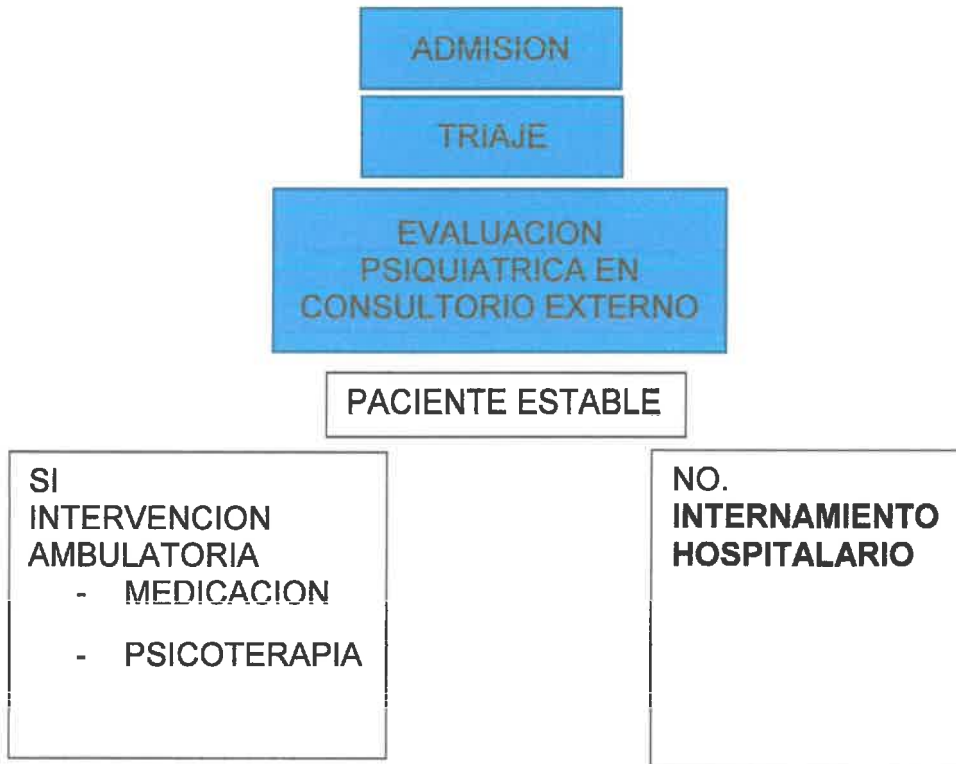 ADMISION
TRIAJE
EVALUACION
PSIQUIATRICA EN
CONSULTORIO EXTERNO
PACIENTE ESTABLE
SI
INTERVENCION
AMBULATORIA
- MEDICACION
- PSICOTERAPIA
NO.
INTERNAMIENTO
HOSPITALARIO